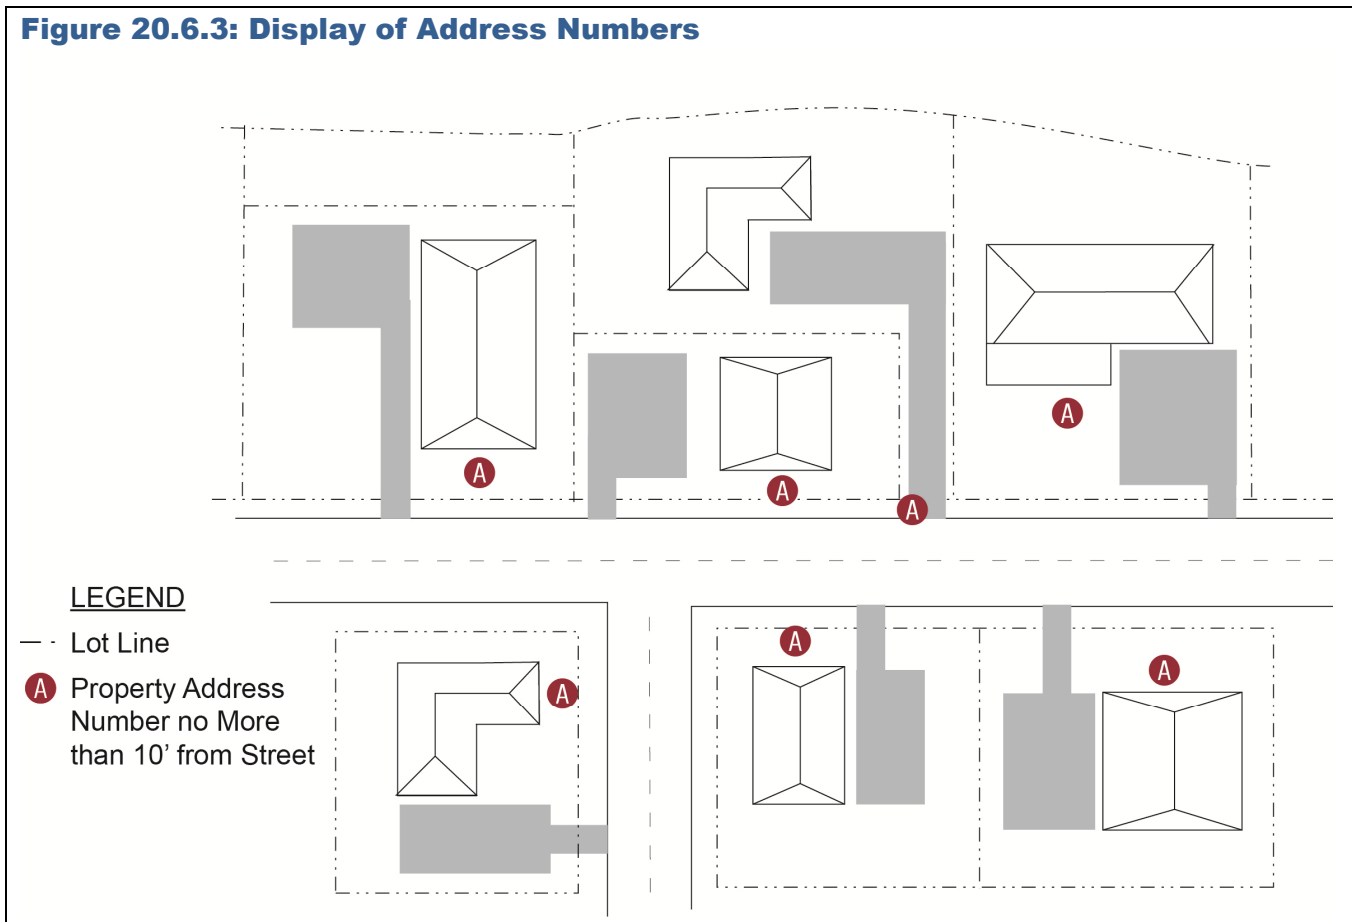 Figure 20.6.3: Display of Address Numbers
A
A
A
A
LEGEND
Lot Line
A Property Address
Number no More
than 10’ from Street
A
A
A